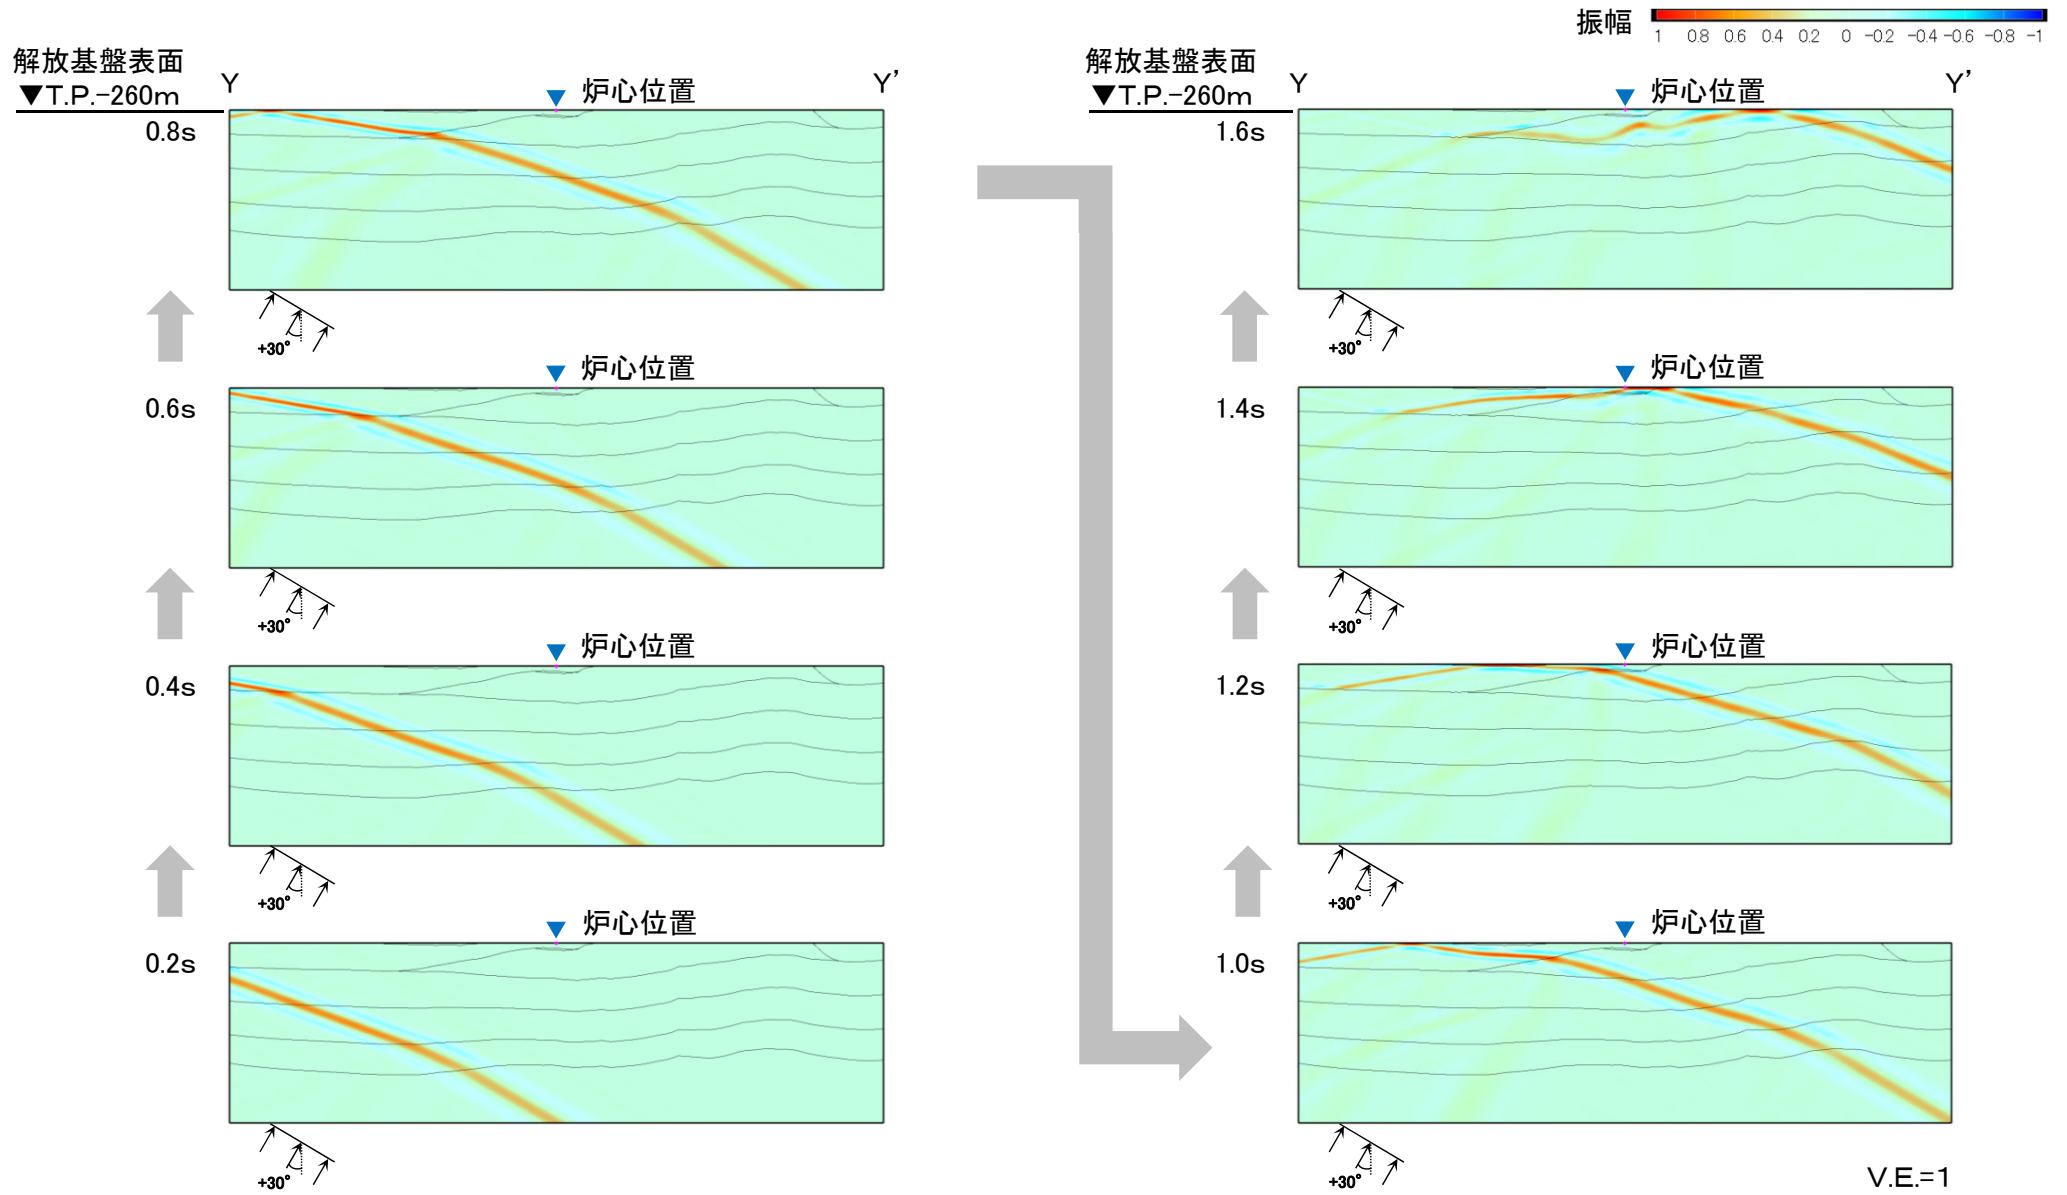 振幅
1 0.8 0.6 0.4 0.2 0 -0.2 -0.4 -0.6 -0.8 -1
解放基盤表面
▼T.P.-260m
Y
Y'
炉心位置
0.8s
+30°
炉心位置
0.6s
+30°
炉心位置
0.4s
+30°
炉心位置
0.2s
+30°
解放基盤表面
▼T.P.-260m
Y
Y'
炉心位置
1.6s
+30°
炉心位置
1.4s
+30°
炉心位置
1.2s
+30°
炉心位置
1.0s
+30°
V.E.=1